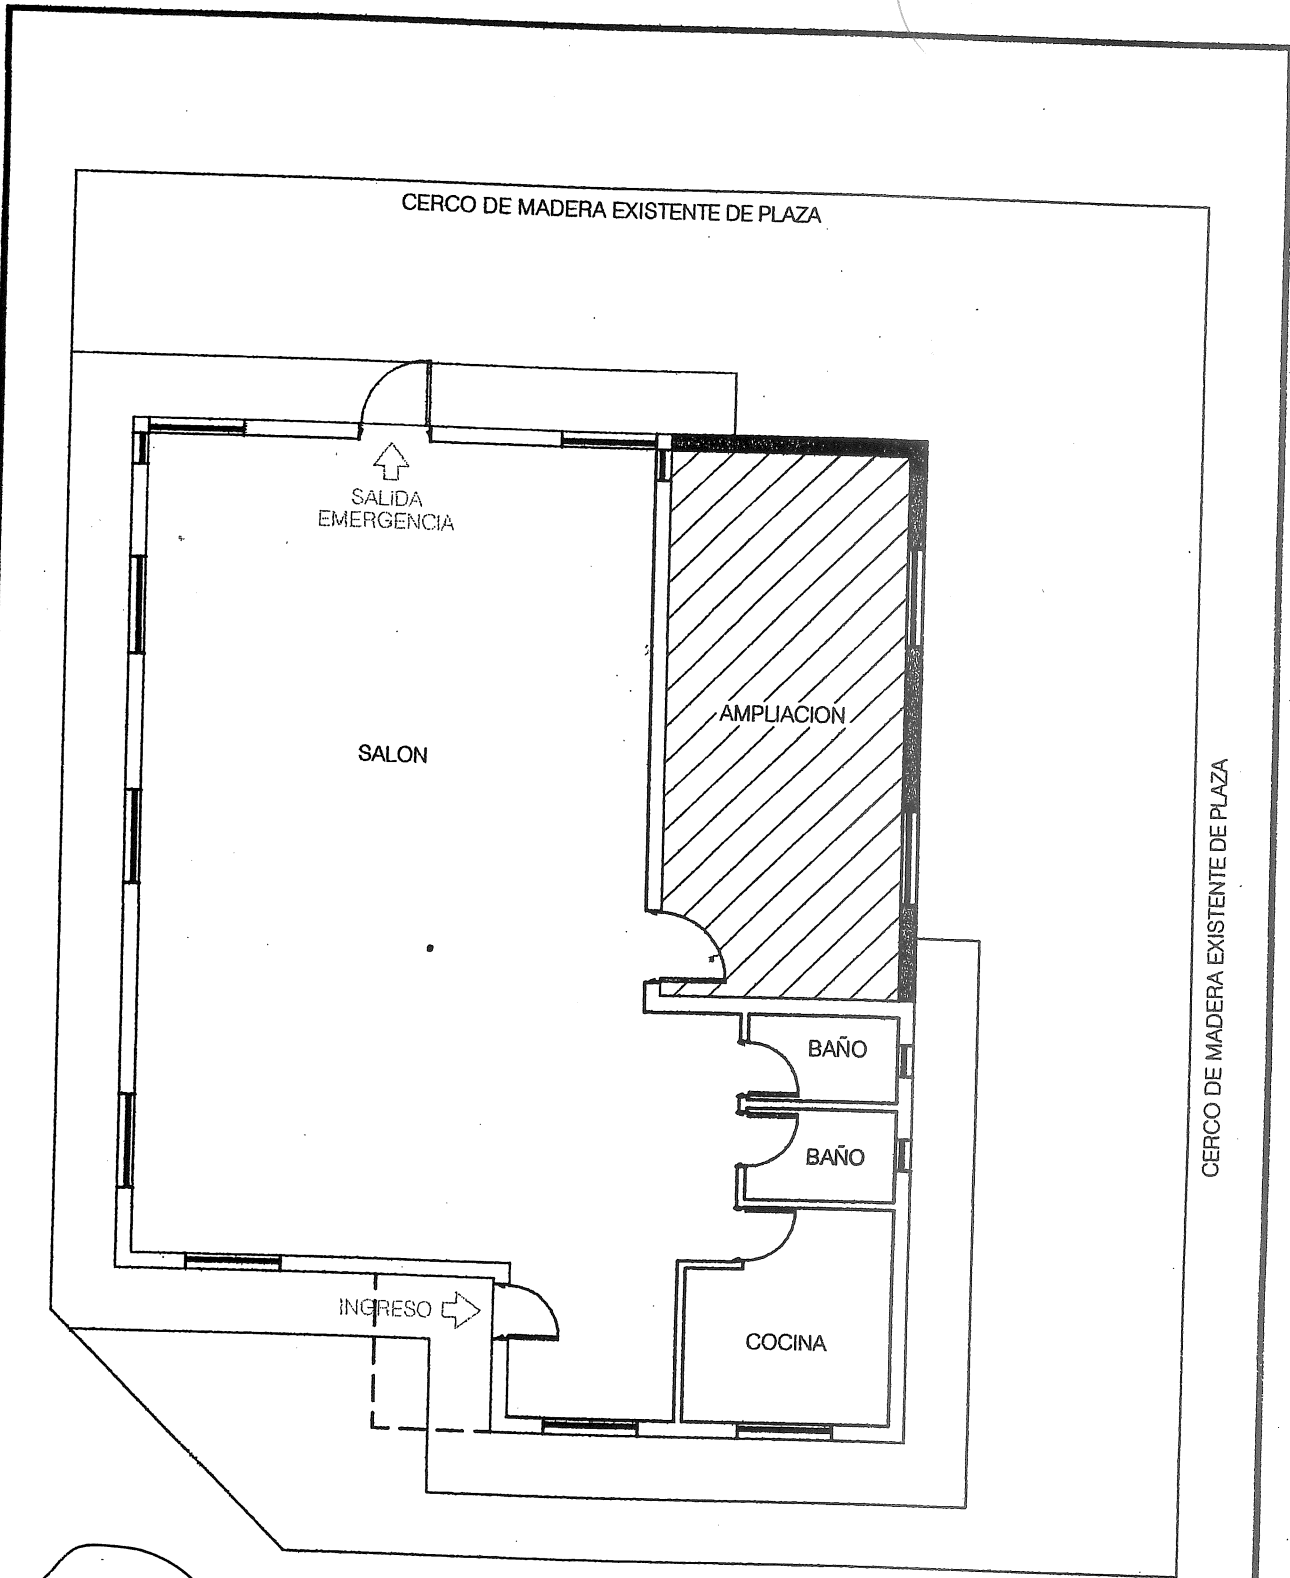 CERCO DE MADERA EXISTENTE DE PLAZA
SALIDA
EMERGENCIA
AMPLIACION
SALON
CERCO DE MADERA EXISTENTE DE PLAZA
BAÑO
BAÑO
INGRESO
COCINA